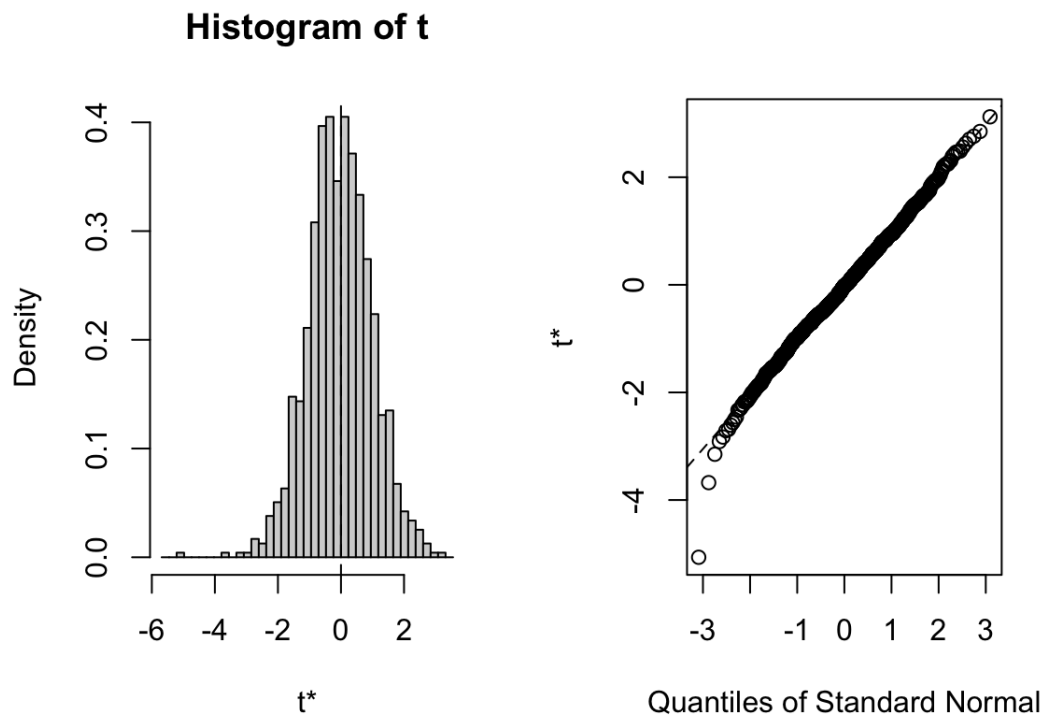 Histogram of t
Density
0.0 0.1 0.2 0.3 0.4
-6 -4 -2 0 2
t*
t*
-4 -2 0 2
-3 -1 0 1 2 3
Quantiles of Standard Normal